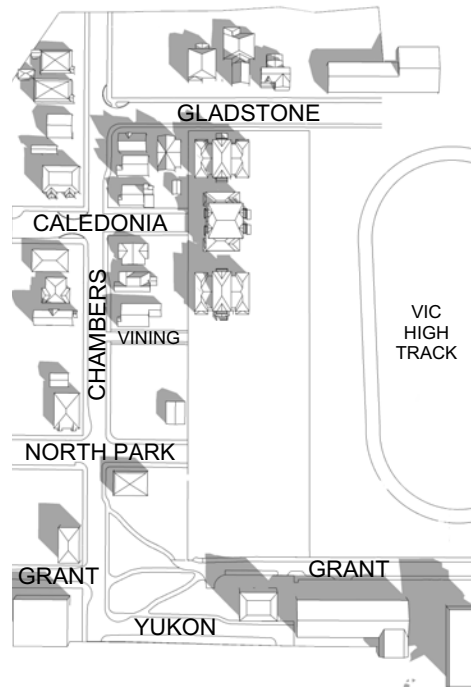 GLADSTONE
CALEDONIA
CHAMBERS
VINING
VIC
HIGH
TRACK
NORTH PARK
GRANT
GRANT
YUKON